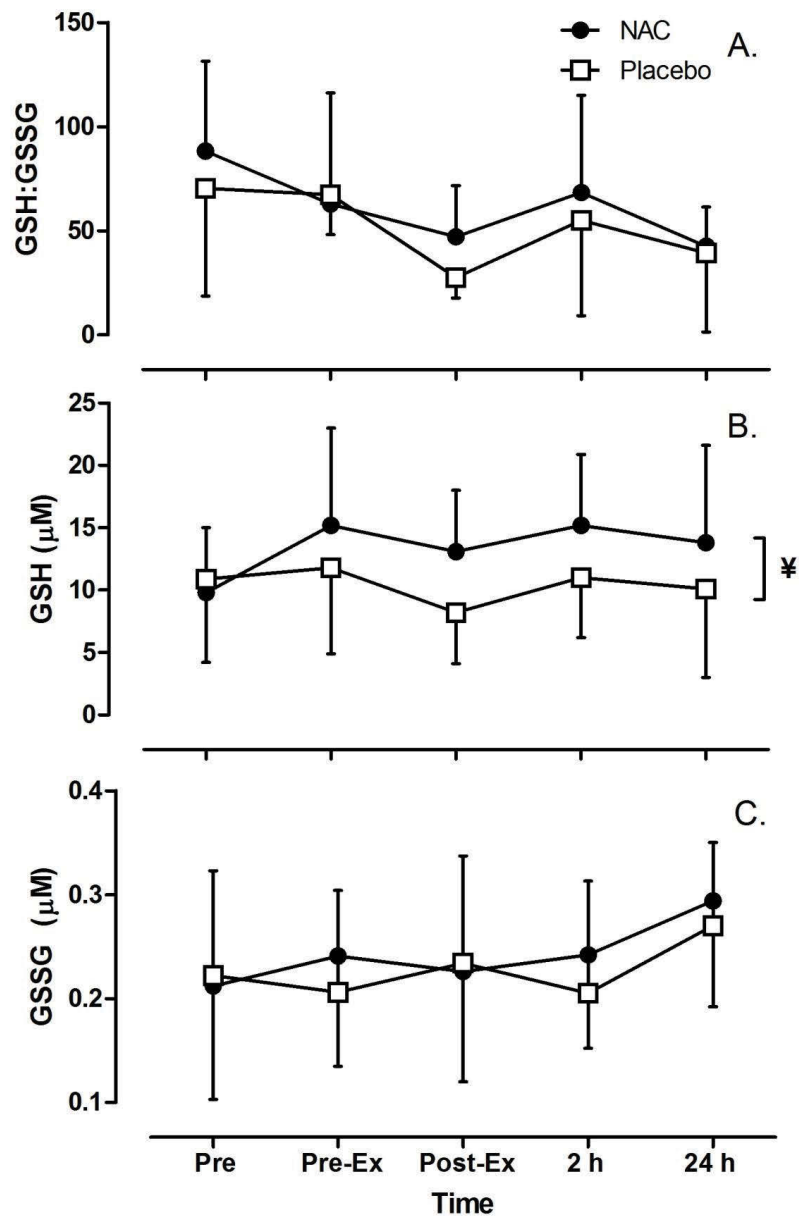 NAC
Placebo
A.
GSH:GSSG
150
100
50
0
B.
GSH (μM)
25
20
15
10
5
0
¥
C.
GSSG (μM)
0.4
0.3
0.2
0.1
Pre Pre-Ex Post-Ex 2 h 24 h
Time